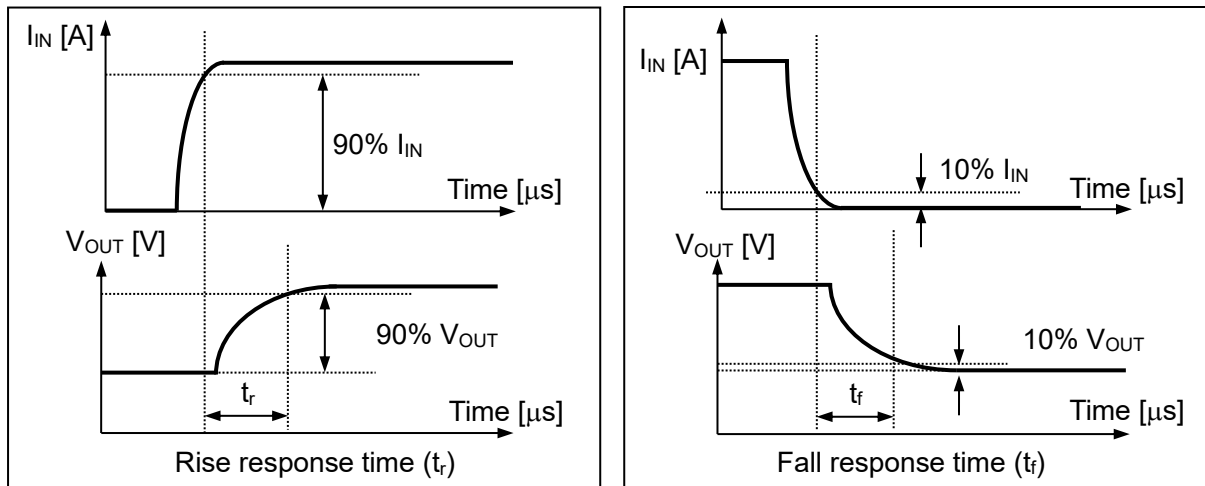 I_IN [A]
90% I_IN
Time [μs]
V_OUT [V]
90% V_OUT
t_r
Time [μs]
Rise response time (t_r)
I_IN [A]
10% I_IN
Time [μs]
V_OUT [V]
10% V_OUT
t_f
Time [μs]
Fall response time (t_f)